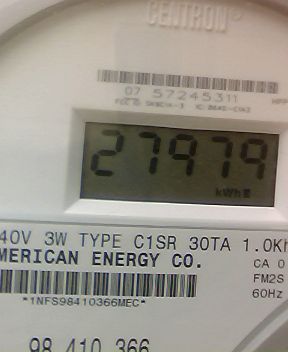 CENTRON®
07 57245311
27979
kWh
40V 3W TYPE C1SR 30TA 1.0Kh
MERICAN ENERGY CO.
CA 0
FM2S
*1NFS98410366MEC*
60Hz
98 410 366